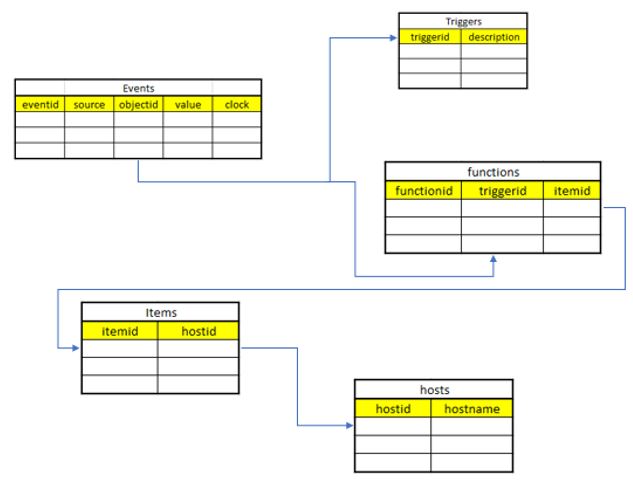 Triggers
triggerid description
Events
eventid source objectid value clock
functions
functionid triggerid itemid
Items
itemid hostid
hosts
hostid hostname